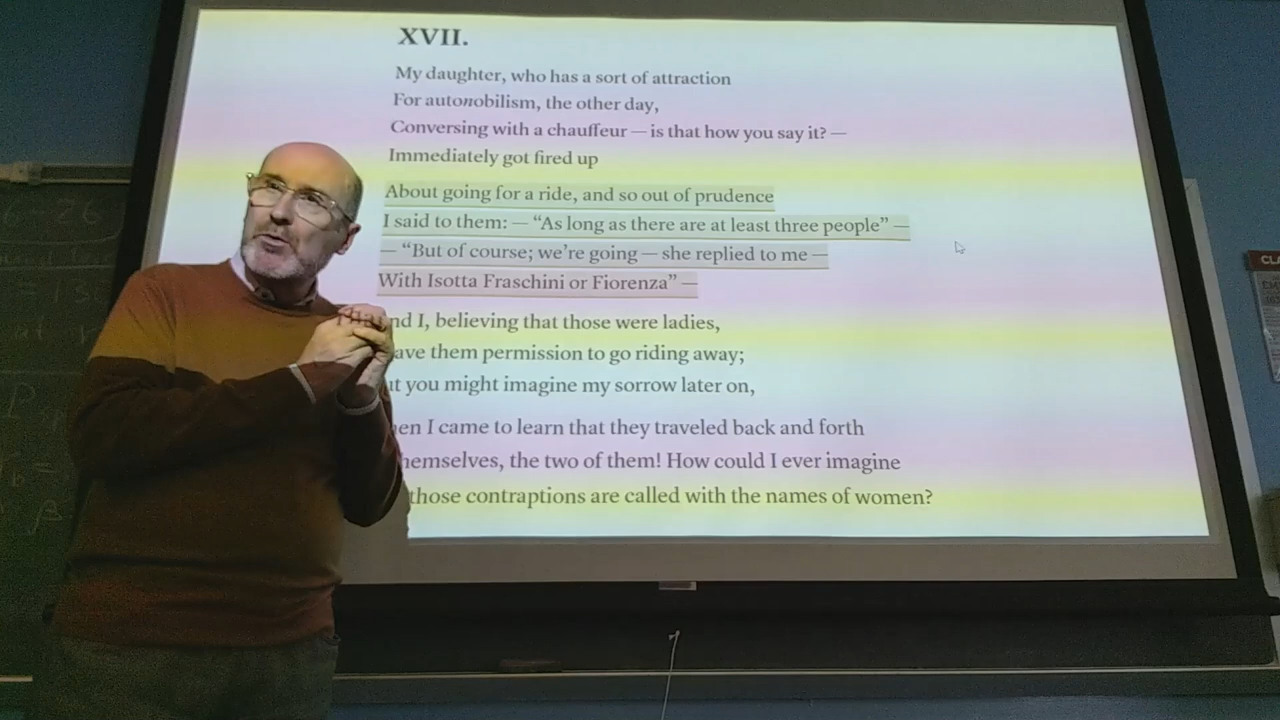 XVII.
My daughter, who has a sort of attraction
For autonobilism, the other day,
Conversing with a chauffeur — is that how you say it? —
Immediately got fired up
About going for a ride, and so out of prudence
I said to them: — “As long as there are at least three people” —
— “But of course; we’re going — she replied to me —
With Isotta Fraschini or Fiorenza” —
nd I, believing that those were ladies,
ave them permission to go riding away;
ut you might imagine my sorrow later on,
en I came to learn that they traveled back and forth
hemselves, the two of them! How could I ever imagine
those contraptions are called with the names of women?
CLA